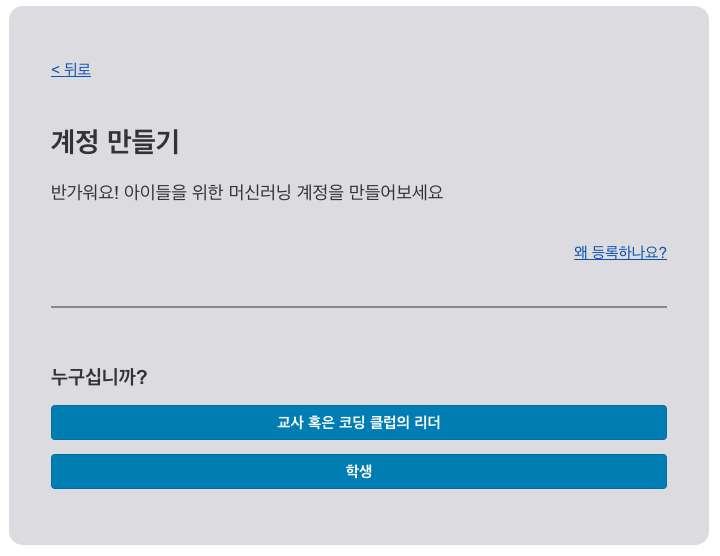 < 뒤로
계정 만들기
반가워요! 아이들을 위한 머신러닝 계정을 만들어보세요
왜 등록하나요?
누구십니까?
교사 혹은 코딩 클럽의 리더
학생